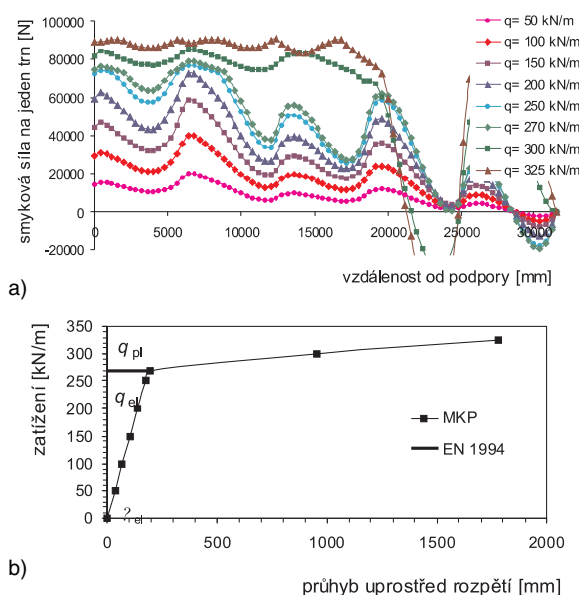 smyková síla na jeden trn [N]
100000
80000
60000
40000
20000
0
-20000
0
5000
10000
15000
20000
25000
30000
vzdálenost od podpory [mm]
q= 50 kN/m
q= 100 kN/m
q= 150 kN/m
q= 200 kN/m
q= 250 kN/m
q= 270 kN/m
q= 300 kN/m
q= 325 kN/m
a)
zatížení [kN/m]
350
300
250
200
150
100
50
0
q pl
q el
?el
MKP
EN 1994
0
500
1000
1500
2000
b)
průhyb uprostřed rozpětí [mm]